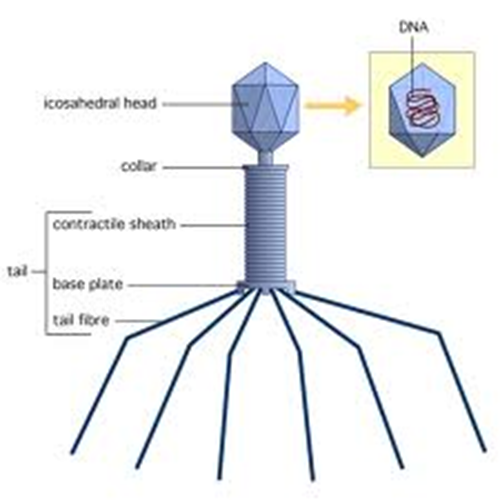 DNA
icosahedral head
collar
contractile sheath
tail
base plate
tail fibre